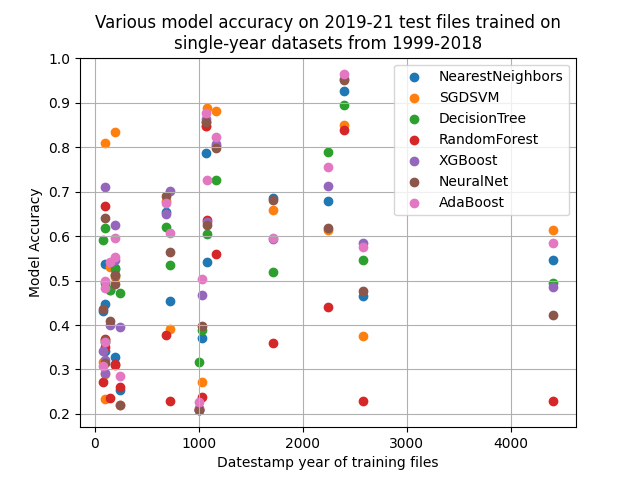 Various model accuracy on 2019-21 test files trained on
single-year datasets from 1999-2018
1.0
0.9
0.8
0.7
0.6
0.5
0.4
0.3
0.2
Model Accuracy
NearestNeighbors
SGDSVM
DecisionTree
RandomForest
XGBoost
NeuralNet
AdaBoost
0
1000
2000
3000
4000
Datestamp year of training files